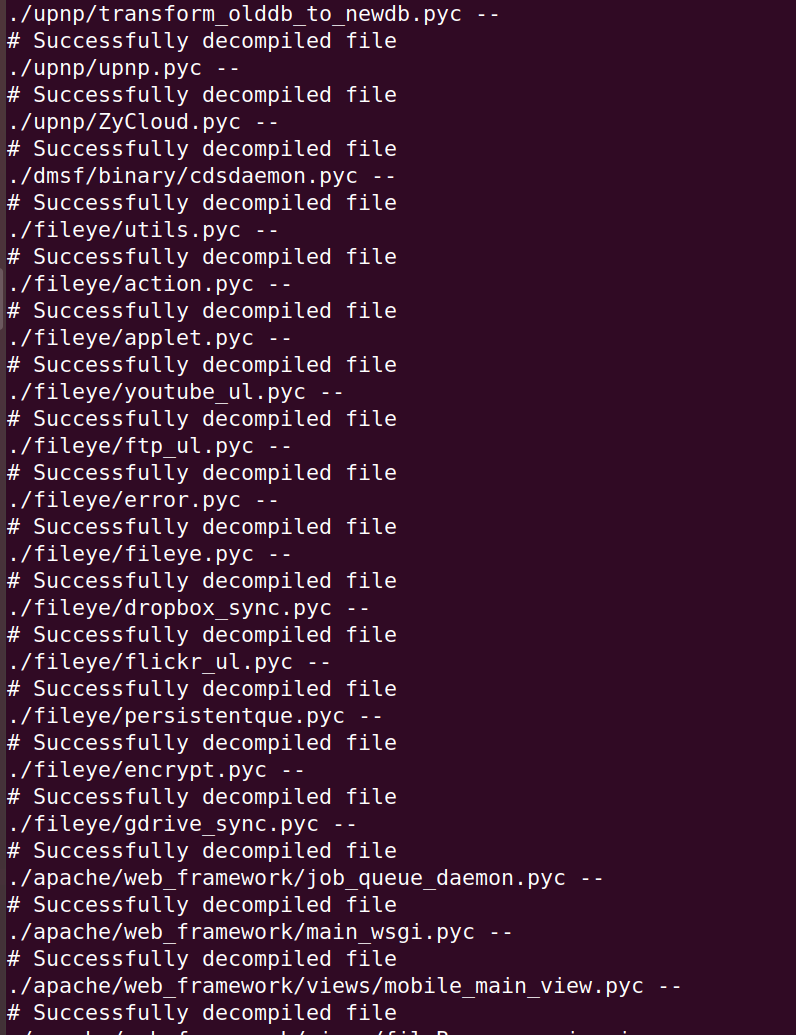 ./upnp/transform_olddb_to_newdb.pyc --
# Successfully decompiled file
./upnp/upnp.pyc --
# Successfully decompiled file
./upnp/ZyCloud.pyc --
# Successfully decompiled file
./dmsf/binary/cdsdaemon.pyc --
# Successfully decompiled file
./fileye/utils.pyc --
# Successfully decompiled file
./fileye/action.pyc --
# Successfully decompiled file
./fileye/applet.pyc --
# Successfully decompiled file
./fileye/youtube_ul.pyc --
# Successfully decompiled file
./fileye/ftp_ul.pyc --
# Successfully decompiled file
./fileye/error.pyc --
# Successfully decompiled file
./fileye/fileye.pyc --
# Successfully decompiled file
./fileye/dropbox_sync.pyc --
# Successfully decompiled file
./fileye/flickr_ul.pyc --
# Successfully decompiled file
./fileye/persistentque.pyc --
# Successfully decompiled file
./fileye/encrypt.pyc --
# Successfully decompiled file
./fileye/gdrive_sync.pyc --
# Successfully decompiled file
./apache/web_framework/job_queue_daemon.pyc --
# Successfully decompiled file
./apache/web_framework/main_wsgi.pyc --
# Successfully decompiled file
./apache/web_framework/views/mobile_main_view.pyc --
# Successfully decompiled file